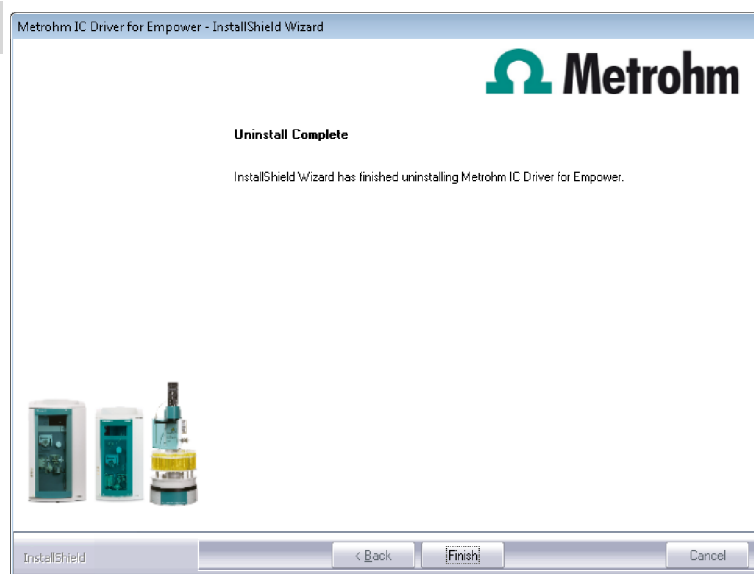 Metrohm IC Driver for Empower - InstallShield Wizard
Metrohm
Uninstall Complete
InstallShield Wizard has finished uninstalling Metrohm IC Driver for Empower.
InstallShield
< Back
Finish
Cancel